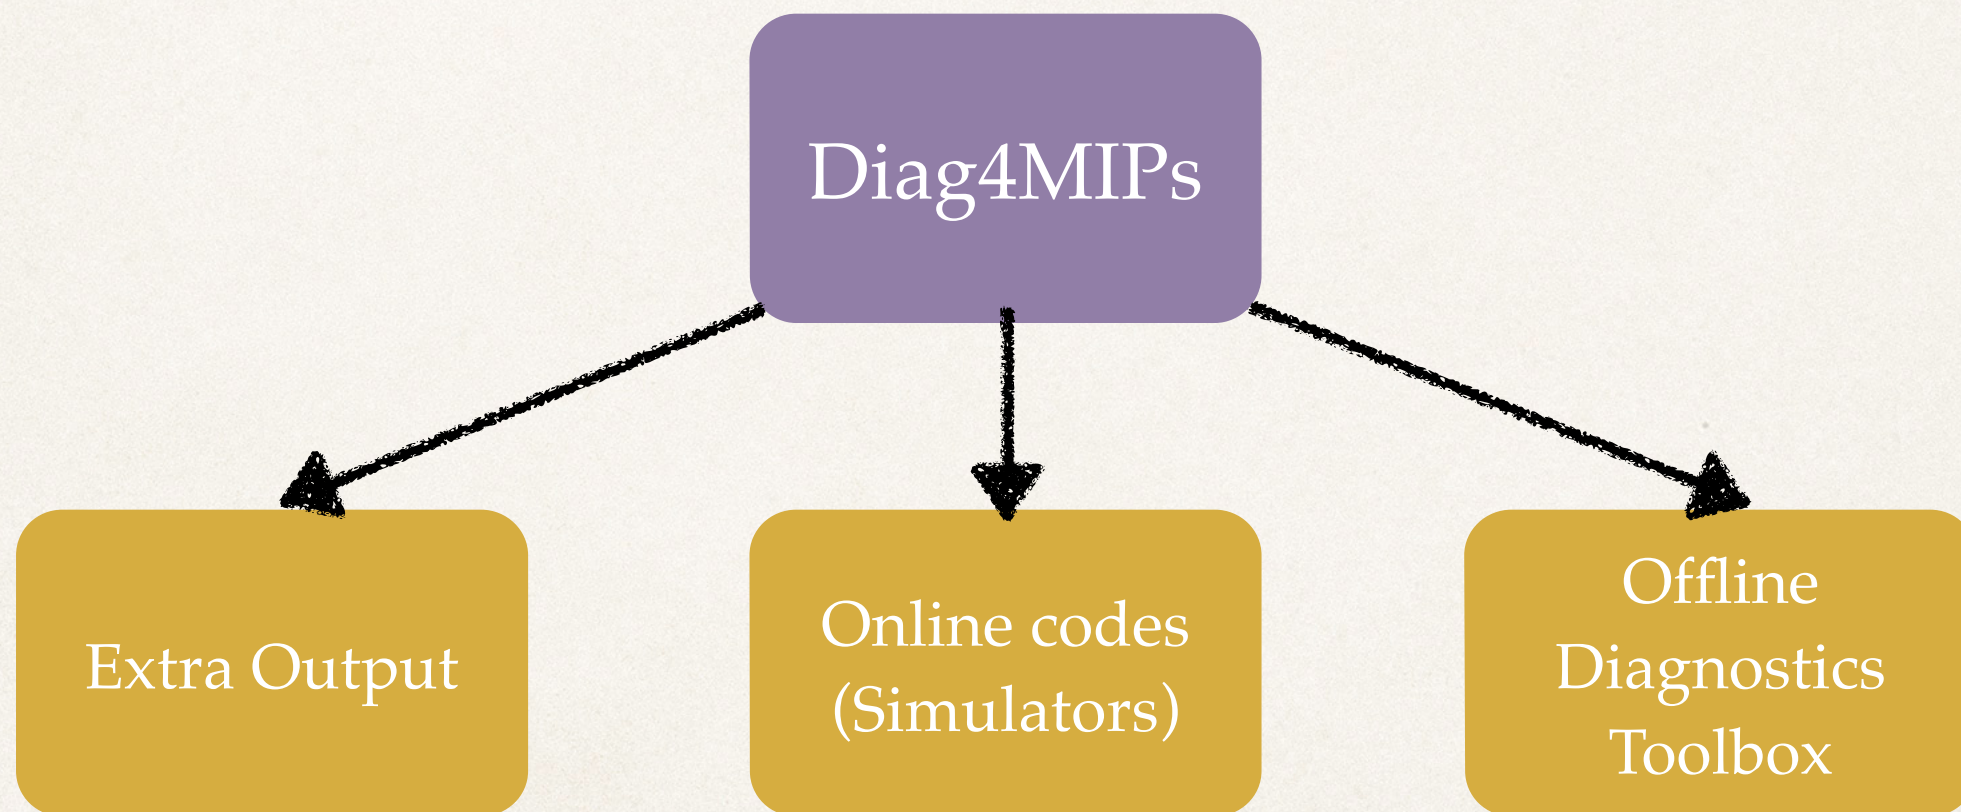 Diag4MIPs
Extra Output
Online codes
(Simulators)
Offline
Diagnostics
Toolbox